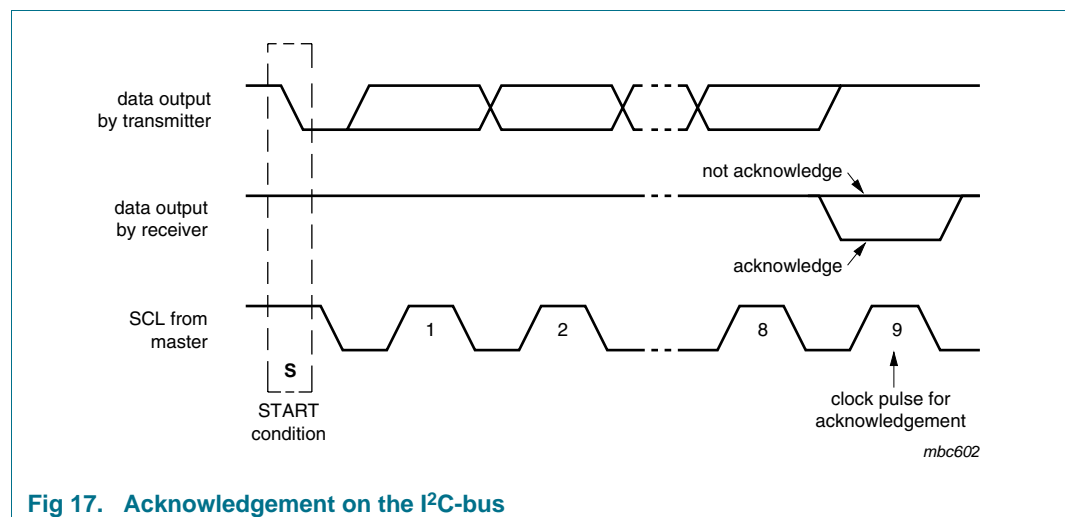 data output
by transmitter
not acknowledge
data output
by receiver
acknowledge
SCL from
master
1
2
8
9
S
START
condition
clock pulse for
acknowledgement
mbc602
Fig 17. Acknowledgement on the I²C-bus